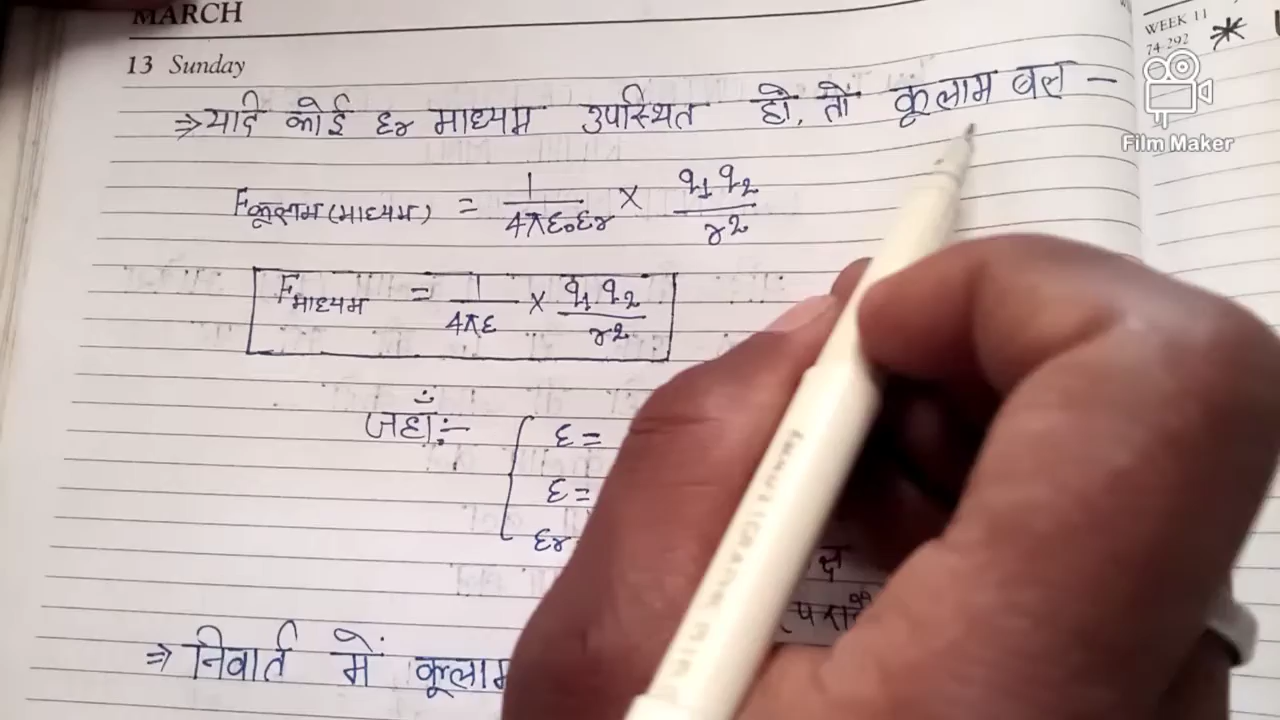 MARCH
WEEK 11
74-292 *
13 Sunday
⇒ यदि कोई εr माध्यम उपस्थित हो, तो कूलाम बल –
Film Maker
Fकूलाम(माध्यम) = 1/4πε₀εr × q₁q₂/r²
Fमाध्यम = 1/4πε × q₁q₂/r²
जहाँ:-
ε =
ε =
εr
⇒ निवार्त में कूलाम